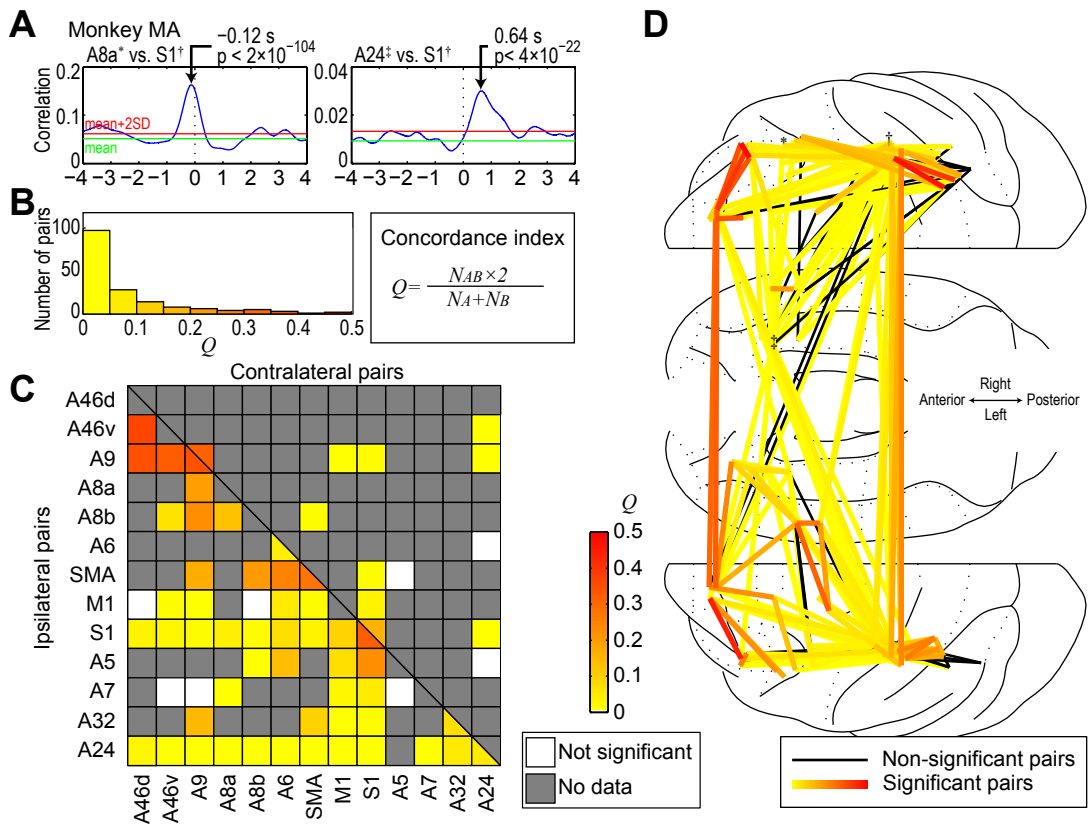 A
Monkey MA
A8a* vs. S1†
−0.12 s
p < 2×10−104
A24‡ vs. S1†
0.64 s
p< 4×10−22
Correlation
0.2
0.1
0
mean+2SD
mean
−4 −3 −2 −1 0 1 2 3 4
0.04
0.02
0
−4 −3 −2 −1 0 1 2 3 4
B
Number of pairs
100
50
0
0 0.1 0.2 0.3 0.4 0.5
Q
Concordance index
Q= NAB×2
NA+NB
C
Contralateral pairs
Ipsilateral pairs
A46d
A46v
A9
A8a
A8b
A6
SMA
M1
S1
A5
A7
A32
A24
A46d A46v A9 A8a A8b A6 SMA M1 S1 A5 A7 A32 A24
Q
0.5
0.4
0.3
0.2
0.1
0
Not significant
No data
D
*
†
‡
Right
Anterior Posterior
Left
Non-significant pairs
Significant pairs